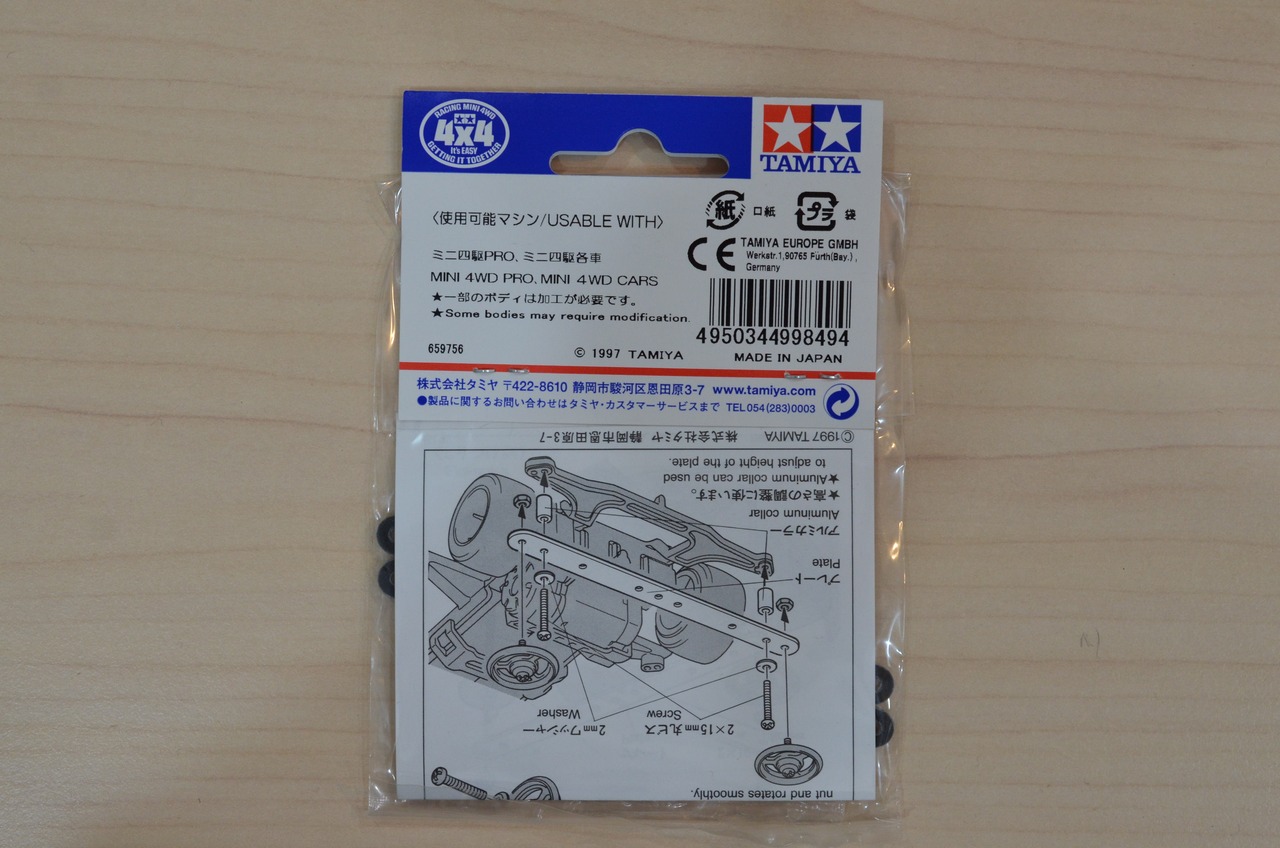 RACING MINI 4WD
4x4
It's EASY
GETTING IT TOGETHER
TAMIYA
〈使用可能マシン/USABLE WITH〉
ミニ四駆PRO、ミニ四駆各車
MINI 4WD PRO, MINI 4WD CARS
★一部のボディは加工が必要です。
★Some bodies may require modification.
659756
© 1997 TAMIYA
紙 口紙
プラ 袋
CE
TAMIYA EUROPE GMBH
Werkstr.1,90765 Fürth(Bay.),
Germany
4950344998494
MADE IN JAPAN
株式会社タミヤ 〒422-8610 静岡市駿河区恩田原3-7 www.tamiya.com
●製品に関するお問い合わせはタミヤ・カスタマーサービスまで TEL 054(283)0003
nut and rotates smoothly.
2×15mm丸ビス
Screw
2mmワッシャー
Washer
プレート
Plate
アルミカラー
Aluminum collar
★高さの調整に使います。
★Aluminum collar can be used
to adjust height of the plate.
©1997 TAMIYA 株式会社タミヤ 静岡市恩田原3-7